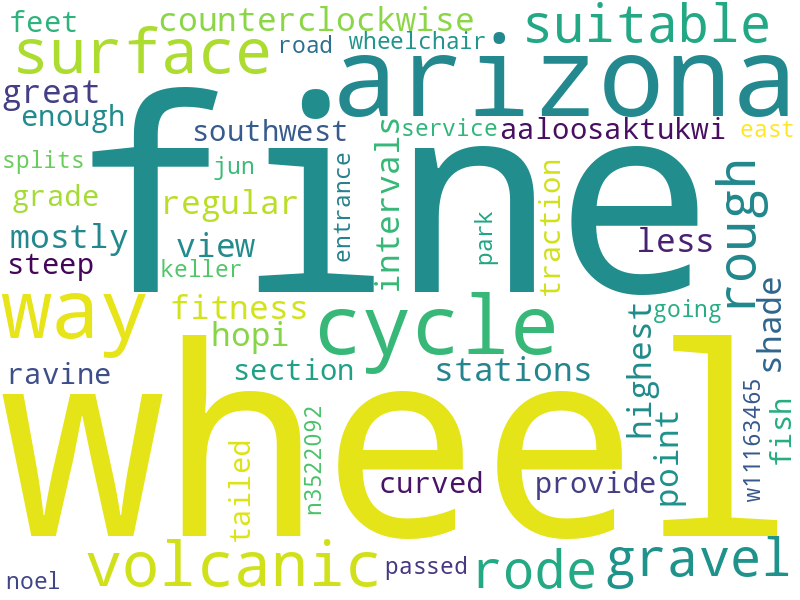 feet
counterclockwise
suitable
surface
road
wheelchair
arizona
great
enough
southwest
service
aaloosaktukwi
east
splits
fine
jun
entrance
intervals
grade
regular
traction
rough
mostly
view
park
less
steep
keller
way
fitness
cycle
going
shade
hopi
highest
ravine
section
stations
wheel
tailed
n3522092
point
w11163465
fish
curved
provide
volcanic
passed
rode
gravel
noel